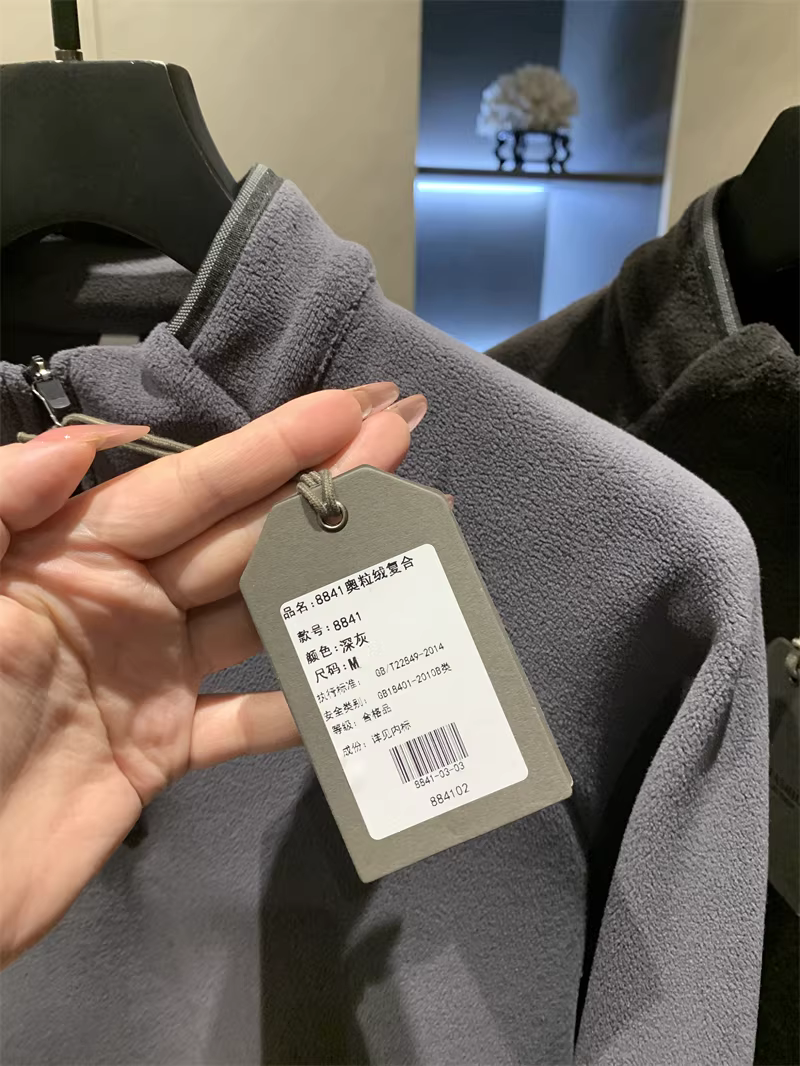 品名:8841奥粒绒复合
款号:8841
颜色:深灰
尺码:M
执行标准: GB/T22849-2014
安全类别: GB18401-2010B类
等级: 合格品
成份: 详见内标
8841-03-03
884102